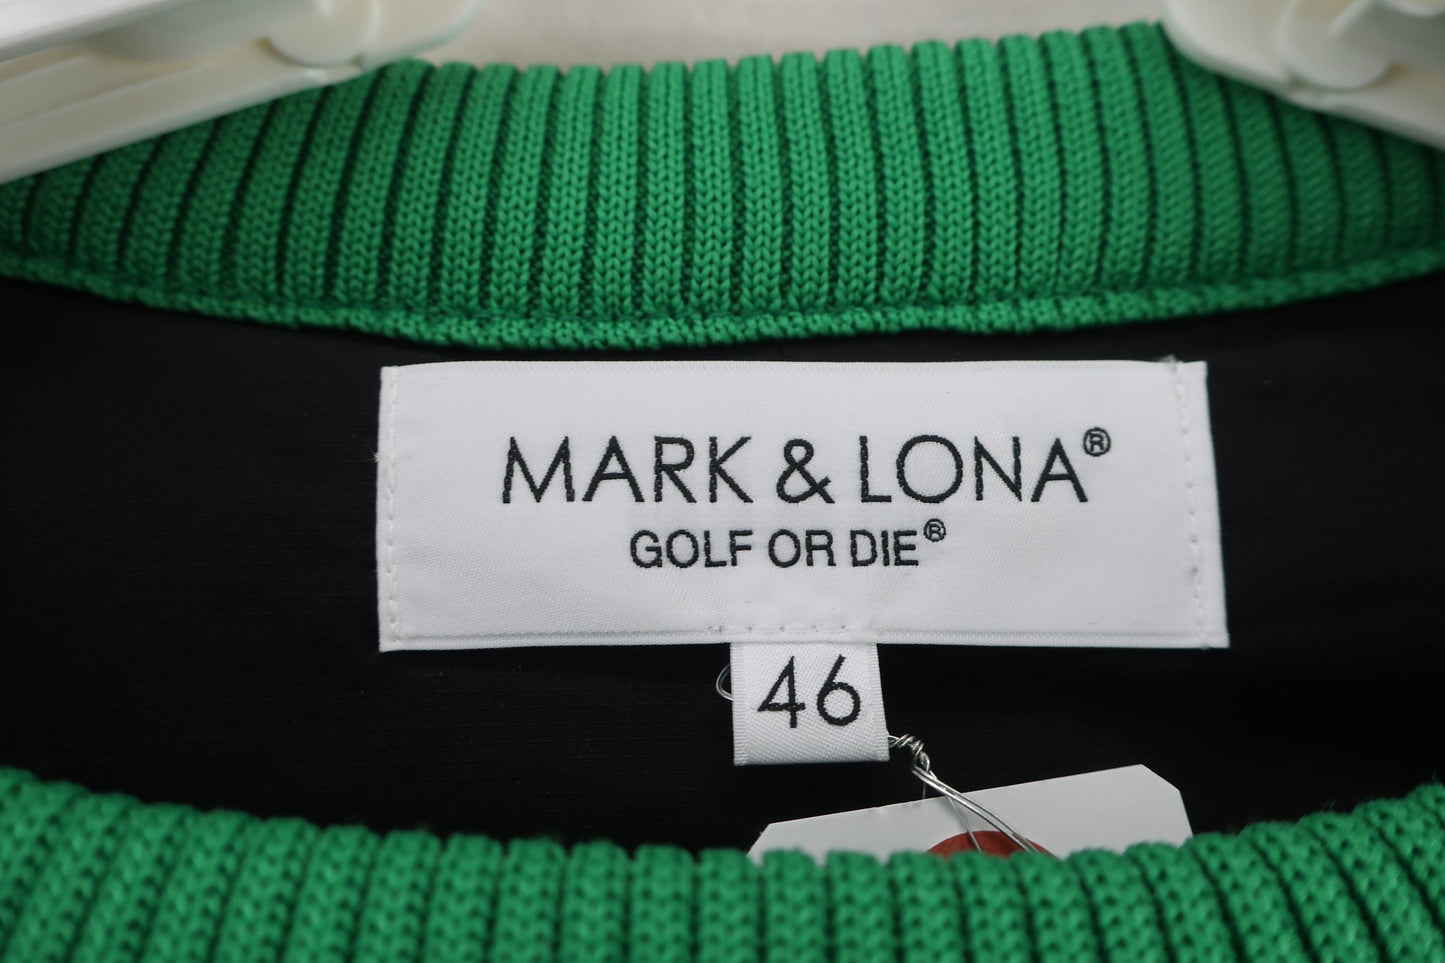 MARK & LONA®
GOLF OR DIE®
46